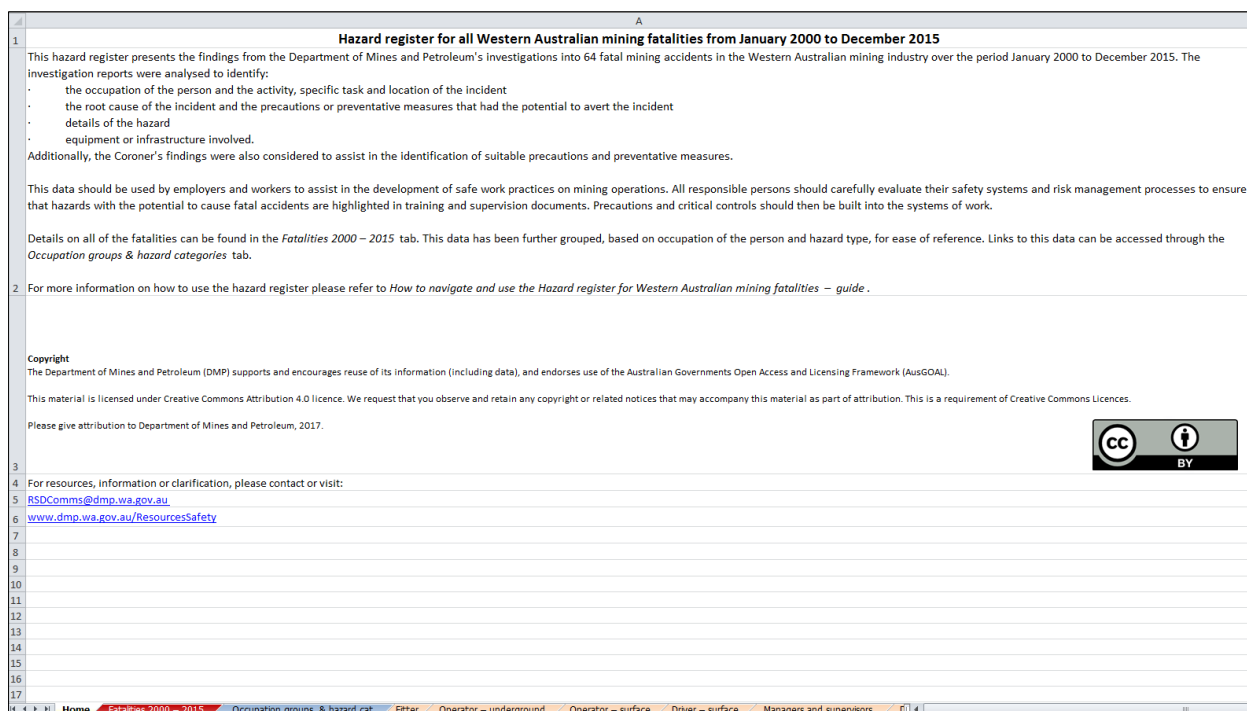 A
1 Hazard register for all Western Australian mining fatalities from January 2000 to December 2015
This hazard register presents the findings from the Department of Mines and Petroleum's investigations into 64 fatal mining accidents in the Western Australian mining industry over the period January 2000 to December 2015. The
investigation reports were analysed to identify:
· the occupation of the person and the activity, specific task and location of the incident
· the root cause of the incident and the precautions or preventative measures that had the potential to avert the incident
· details of the hazard
· equipment or infrastructure involved.
Additionally, the Coroner's findings were also considered to assist in the identification of suitable precautions and preventative measures.
This data should be used by employers and workers to assist in the development of safe work practices on mining operations. All responsible persons should carefully evaluate their safety systems and risk management processes to ensure
that hazards with the potential to cause fatal accidents are highlighted in training and supervision documents. Precautions and critical controls should then be built into the systems of work.
Details on all of the fatalities can be found in the Fatalities 2000 – 2015 tab. This data has been further grouped, based on occupation of the person and hazard type, for ease of reference. Links to this data can be accessed through the
Occupation groups & hazard categories tab.
2 For more information on how to use the hazard register please refer to How to navigate and use the Hazard register for Western Australian mining fatalities – guide .
Copyright
The Department of Mines and Petroleum (DMP) supports and encourages reuse of its information (including data), and endorses use of the Australian Governments Open Access and Licensing Framework (AusGOAL).
This material is licensed under Creative Commons Attribution 4.0 licence. We request that you observe and retain any copyright or related notices that may accompany this material as part of attribution. This is a requirement of Creative Commons Licences.
Please give attribution to Department of Mines and Petroleum, 2017.
cc
BY
3
4 For resources, information or clarification, please contact or visit:
5 RSDComms@dmp.wa.gov.au
6 www.dmp.wa.gov.au/ResourcesSafety
7
8
9
10
11
12
13
14
15
16
17
Home Fatalities 2000 – 2015 Occupation groups & hazard cat Fitter Operator – underground Operator – surface Driver – surface Managers and supervisors